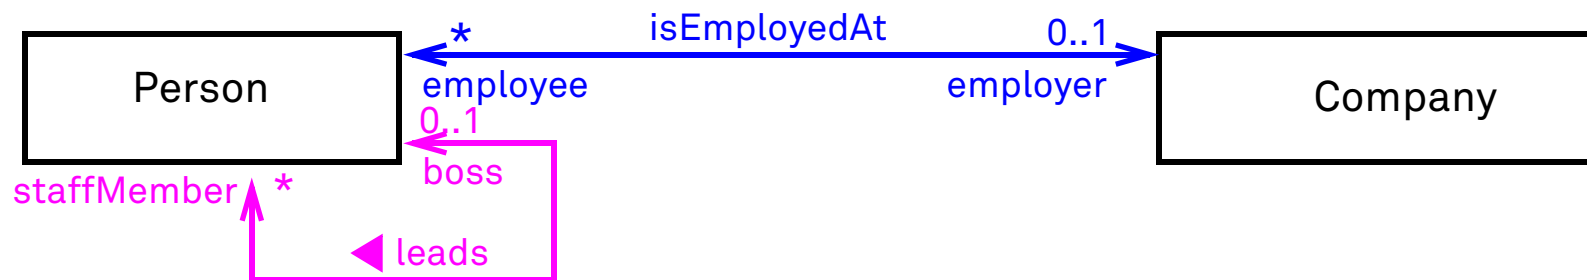 * isEmployedAt 0..1
Person
employee employer
Company
0..1
boss
staffMember *
leads